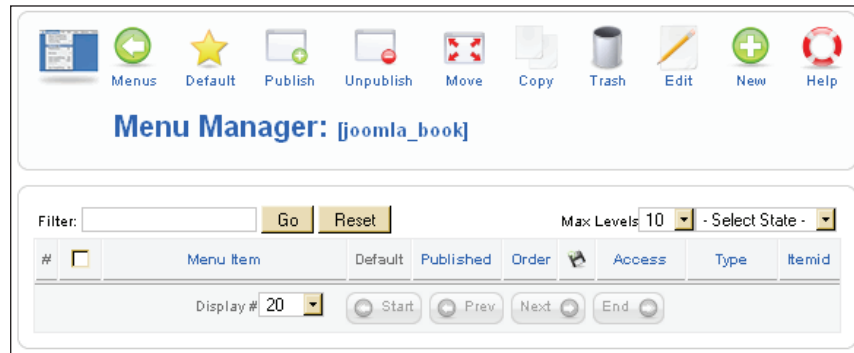 Menus Default Publish Unpublish Move Copy Trash Edit New Help
Menu Manager: [joomla_book]
Filter: Go Reset Max Levels 10 - Select State -
# Menu Item Default Published Order Access Type Itemid
Display # 20 Start Prev Next End